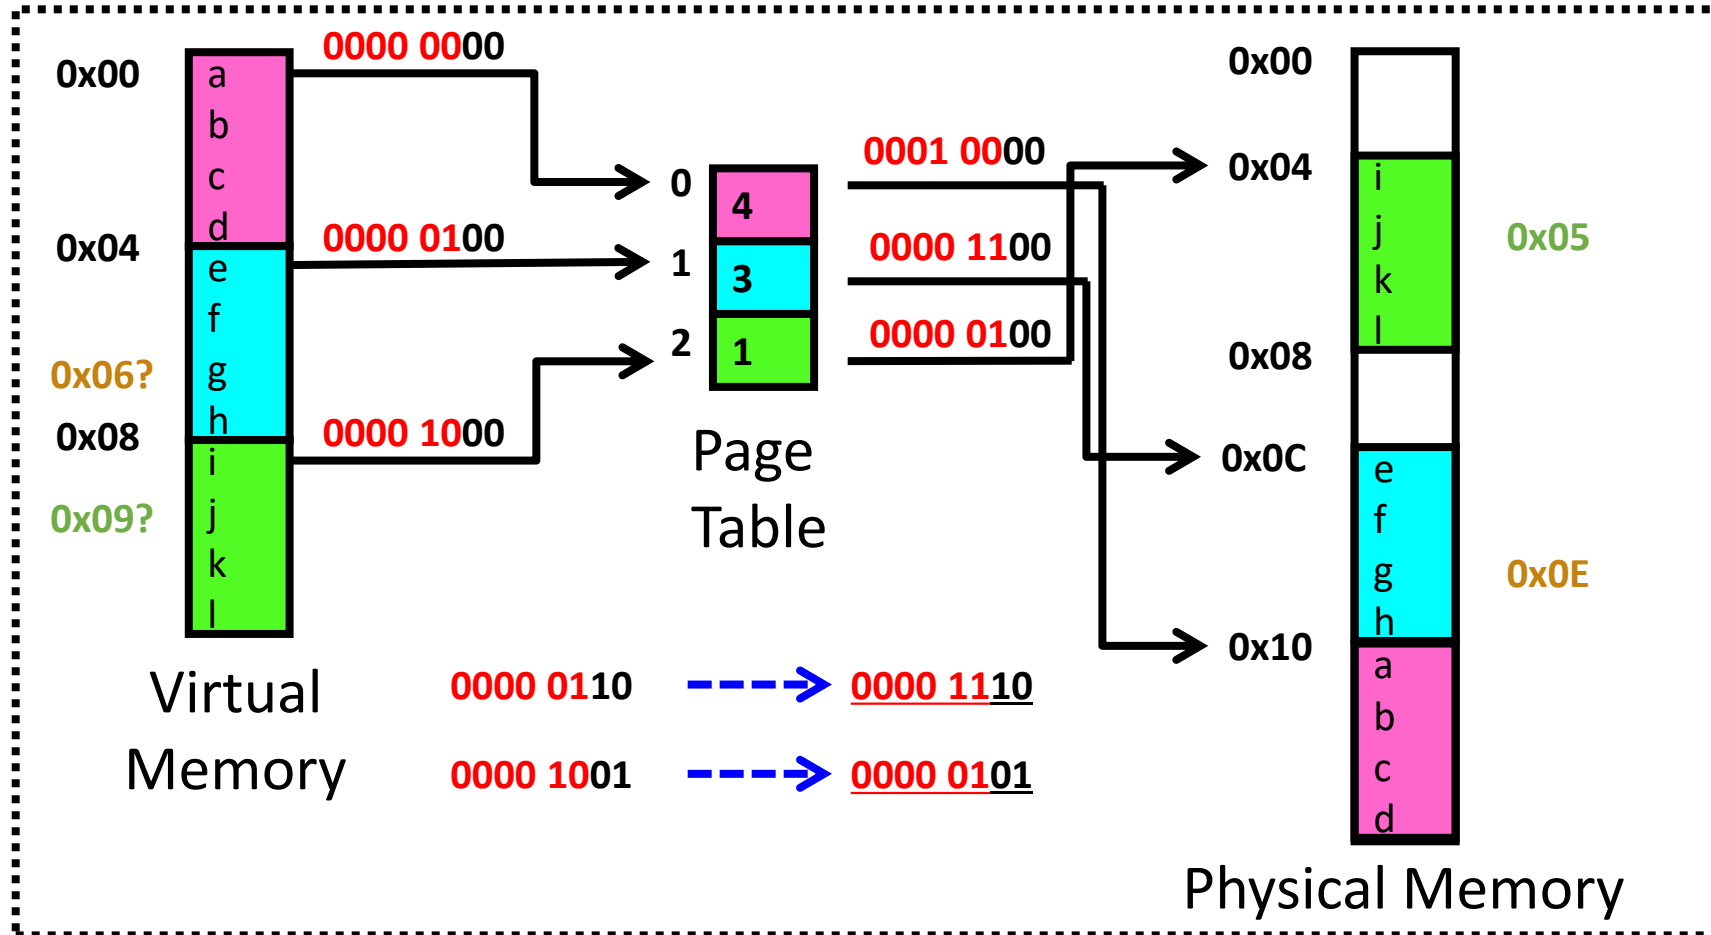 0x00
a
b
c
d
0x04
e
f
0x06?
g
h
0x08
i
0x09?
j
k
l
Virtual
Memory
0000 0000
0000 0100
0000 1000
0
4
1
3
2
1
Page
Table
0001 0000
0000 1100
0000 0100
0000 0110
0000 1110
0000 1001
0000 0101
0x00
0x04
i
j
0x05
k
l
0x08
0x0C
e
f
g
0x0E
h
0x10
a
b
c
d
Physical Memory